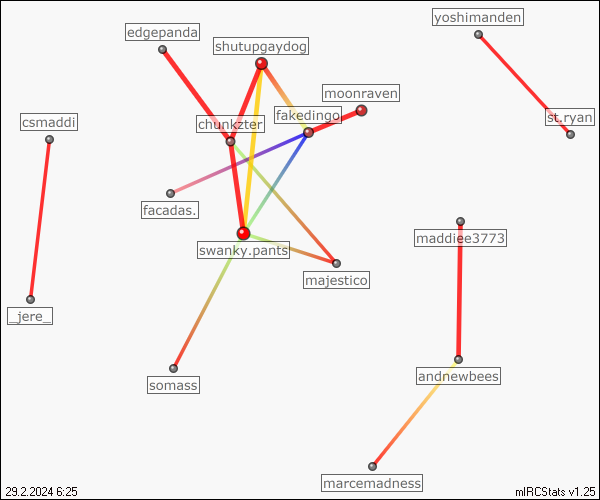 yoshimanden
edgepanda
shutupgaydog
moonraven
fakedingo
csmaddi
chunkzter
st.ryan
facadas.
maddiee3773
swanky.pants
majestico
_jere_
somass
andnewbees
marcemadness
29.2.2024 6:25
mIRCStats v1.25